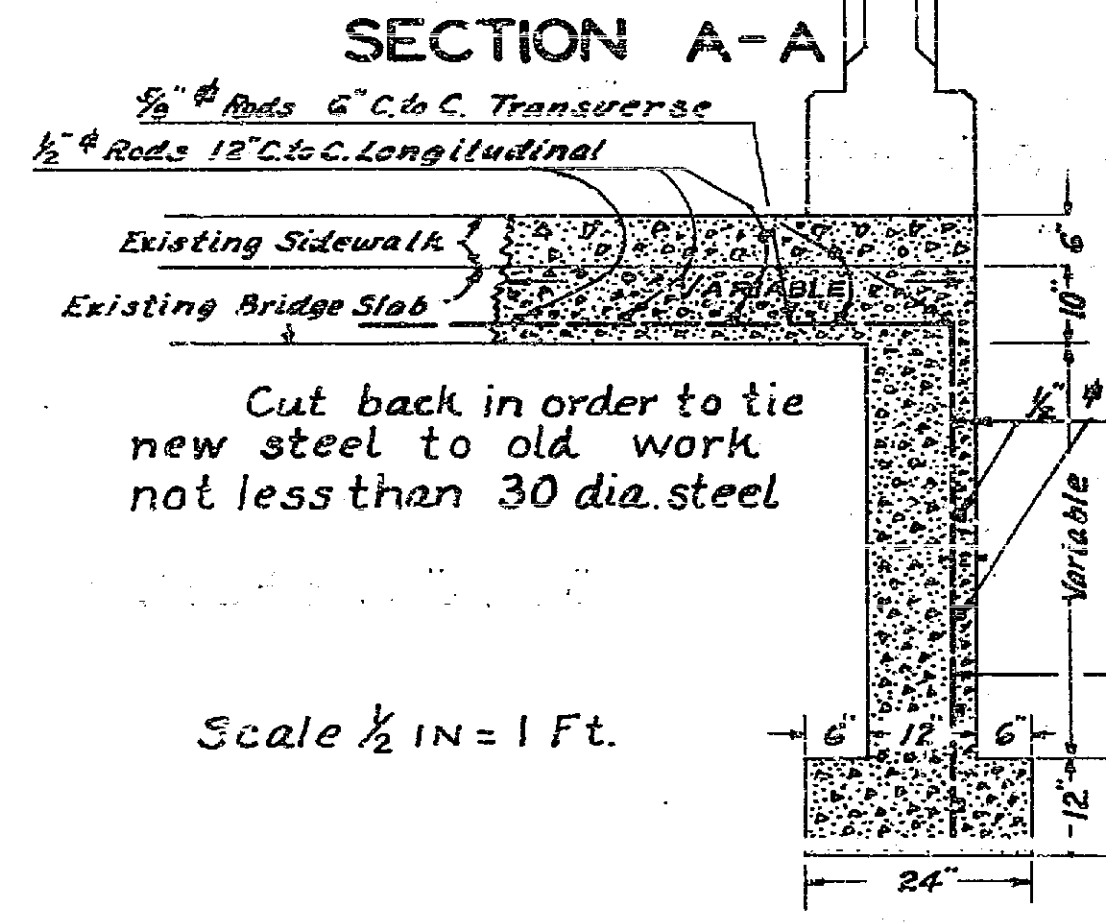 SECTION A-A
5/8" ⌀ Rods 6" C. to C. Transverse
1/2" ⌀ Rods 12" C. to C. Longitudinal
Existing Sidewalk
6"
VARIABLE
10"
Existing Bridge Slab
Cut back in order to tie
new steel to old work
not less than 30 dia. steel
1/2" ⌀
Variable
Scale 1/2 IN = 1 Ft.
6" 12" 6"
12"
24"